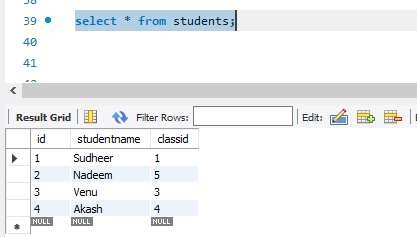 39 select * from students;
40
41
Result Grid Filter Rows: Edit:
id studentname classid
1 Sudheer 1
2 Nadeem 5
3 Venu 3
4 Akash 4
NULL NULL NULL